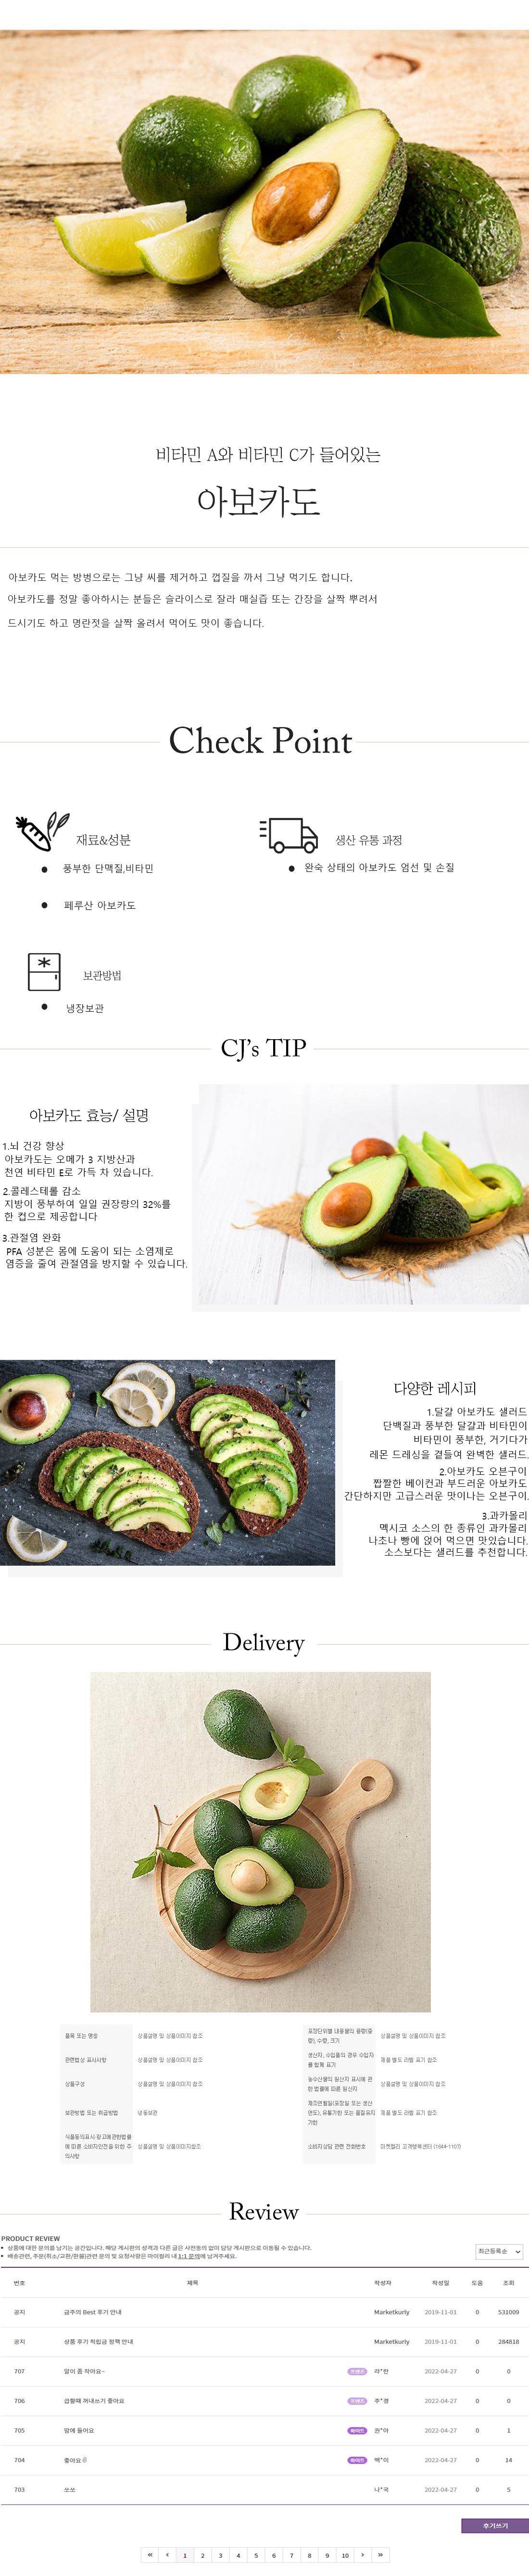 비타민 A와 비타민 C가 들어있는
아보카도
아보카도 먹는 방병으로는 그냥 씨를 제거하고 껍질을 까서 그냥 먹기도 합니다.
아보카도를 정말 좋아하시는 분들은 슬라이스로 잘라 매실즙 또는 간장을 살짝 뿌려서
드시기도 하고 명란젓을 살짝 올려서 먹어도 맛이 좋습니다.
Check Point
재료&성분
풍부한 단맥질,비타민
페루산 아보카도
생산 유통 과정
완숙 상태의 아보카도 엄선 및 손질
보관방법
냉장보관
CJ's TIP
아보카도 효능/ 설명
1.뇌 건강 향상
아보카도는 오메가 3 지방산과
천연 비타민 E로 가득 차 있습니다.
2.콜레스테롤 감소
지방이 풍부하여 일일 권장량의 32%를
한 컵으로 제공합니다
3.관절염 완화
PFA 성분은 몸에 도움이 되는 소염제로
염증을 줄여 관절염을 방지할 수 있습니다.
다양한 레시피
1.달걀 아보카도 샐러드
단백질과 풍부한 달걀과 비타민이
비타민이 풍부한, 거기다가
레몬 드레싱을 곁들여 완벽한 샐러드.
2.아보카도 오븐구이
짭짤한 베이컨과 부드러운 아보카도
간단하지만 고급스러운 맛이나는 오븐구이.
3.과카몰리
멕시코 소스의 한 종류인 과카몰리
나초나 빵에 얹어 먹으면 맛있습니다.
소스보다는 샐러드를 추천합니다.
Delivery
품목 또는 명칭 상품설명 및 상품이미지 참조
포장단위별 내용물의 용량(중량), 수량, 크기 상품설명 및 상품이미지 참조
관련법상 표시사항 상품설명 및 상품이미지 참조
생산자, 수입품의 경우 수입자를 함께 표기 제품 별도 라벨 표기 참조
상품구성 상품설명 및 상품이미지 참조
농수산물의 원산지 표시에 관한 법률에 따른 원산지 상품설명 및 상품이미지 참조
보관방법 또는 취급방법 냉동보관
제조연월일(포장일 또는 생산연도), 유통기한 또는 품질유지기한 제품 별도 라벨 표기 참조
식품등의표시·광고에관한법률에 따른 소비자안전을 위한 주의사항 상품설명 및 상품이미지참조
소비자상담 관련 전화번호 마켓컬리 고객행복센터 (1644-1107)
Review
PRODUCT REVIEW
상품에 대한 문의를 남기는 공간입니다. 해당 게시판의 성격과 다른 글은 사전동의 없이 담당 게시판으로 이동될 수 있습니다.
배송관련, 주문(취소/교환/환불)관련 문의 및 요청사항은 마이컬리 내 1:1 문의에 남겨주세요.
최근등록순
번호 제목 작성자 작성일 도움 조회
공지 금주의 Best 후기 안내 Marketkurly 2019-11-01 0 531009
공지 상품 후기 적립금 정책 안내 Marketkurly 2019-11-01 0 284818
707 알이 좀 작아요~ 프렌즈 라*란 2022-04-27 0 0
706 급할때 꺼내쓰기 좋아요 프렌즈 주*경 2022-04-27 0 0
705 맘에 들어요 화이트 권*아 2022-04-27 0 1
704 좋아요 화이트 백*이 2022-04-27 0 14
703 쏘쏘 나*국 2022-04-27 0 5
후기쓰기
1 2 3 4 5 6 7 8 9 10